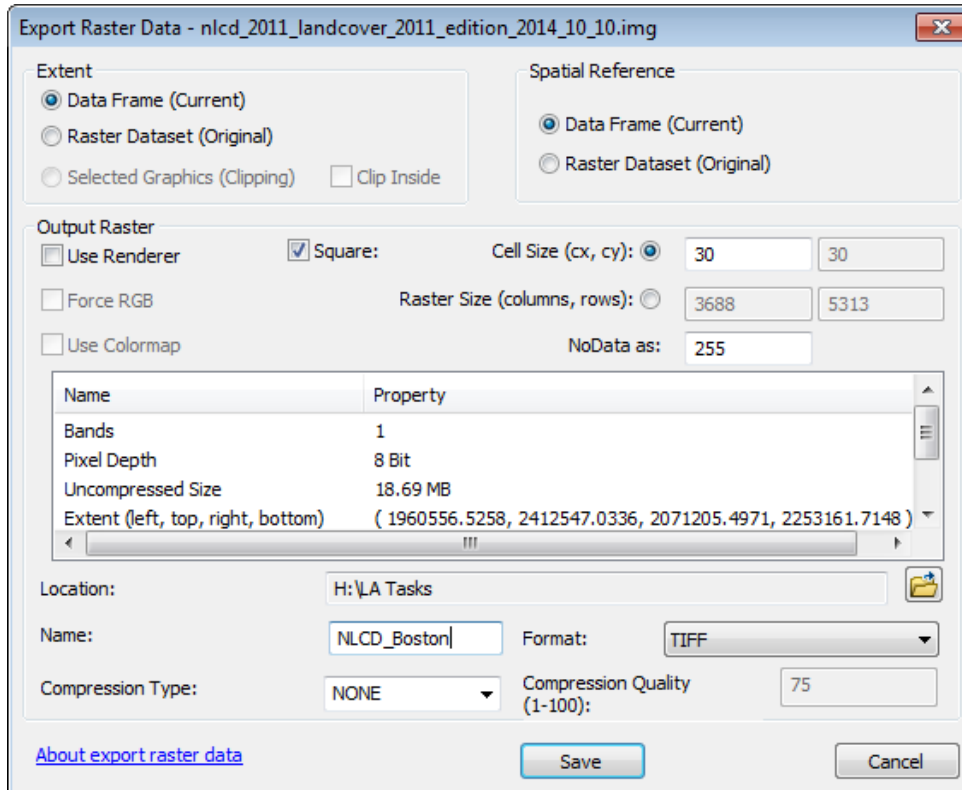 Export Raster Data - nlcd_2011_landcover_2011_edition_2014_10_10.img
Extent
Data Frame (Current)
Raster Dataset (Original)
Selected Graphics (Clipping) Clip Inside
Spatial Reference
Data Frame (Current)
Raster Dataset (Original)
Output Raster
Use Renderer Square: Cell Size (cx, cy): 30 30
Force RGB Raster Size (columns, rows): 3688 5313
Use Colormap NoData as: 255
Name Property
Bands 1
Pixel Depth 8 Bit
Uncompressed Size 18.69 MB
Extent (left, top, right, bottom) ( 1960556.5258, 2412547.0336, 2071205.4971, 2253161.7148 )
Location: H:\LA Tasks
Name: NLCD_Boston Format: TIFF
Compression Type: NONE Compression Quality (1-100): 75
About export raster data Save Cancel